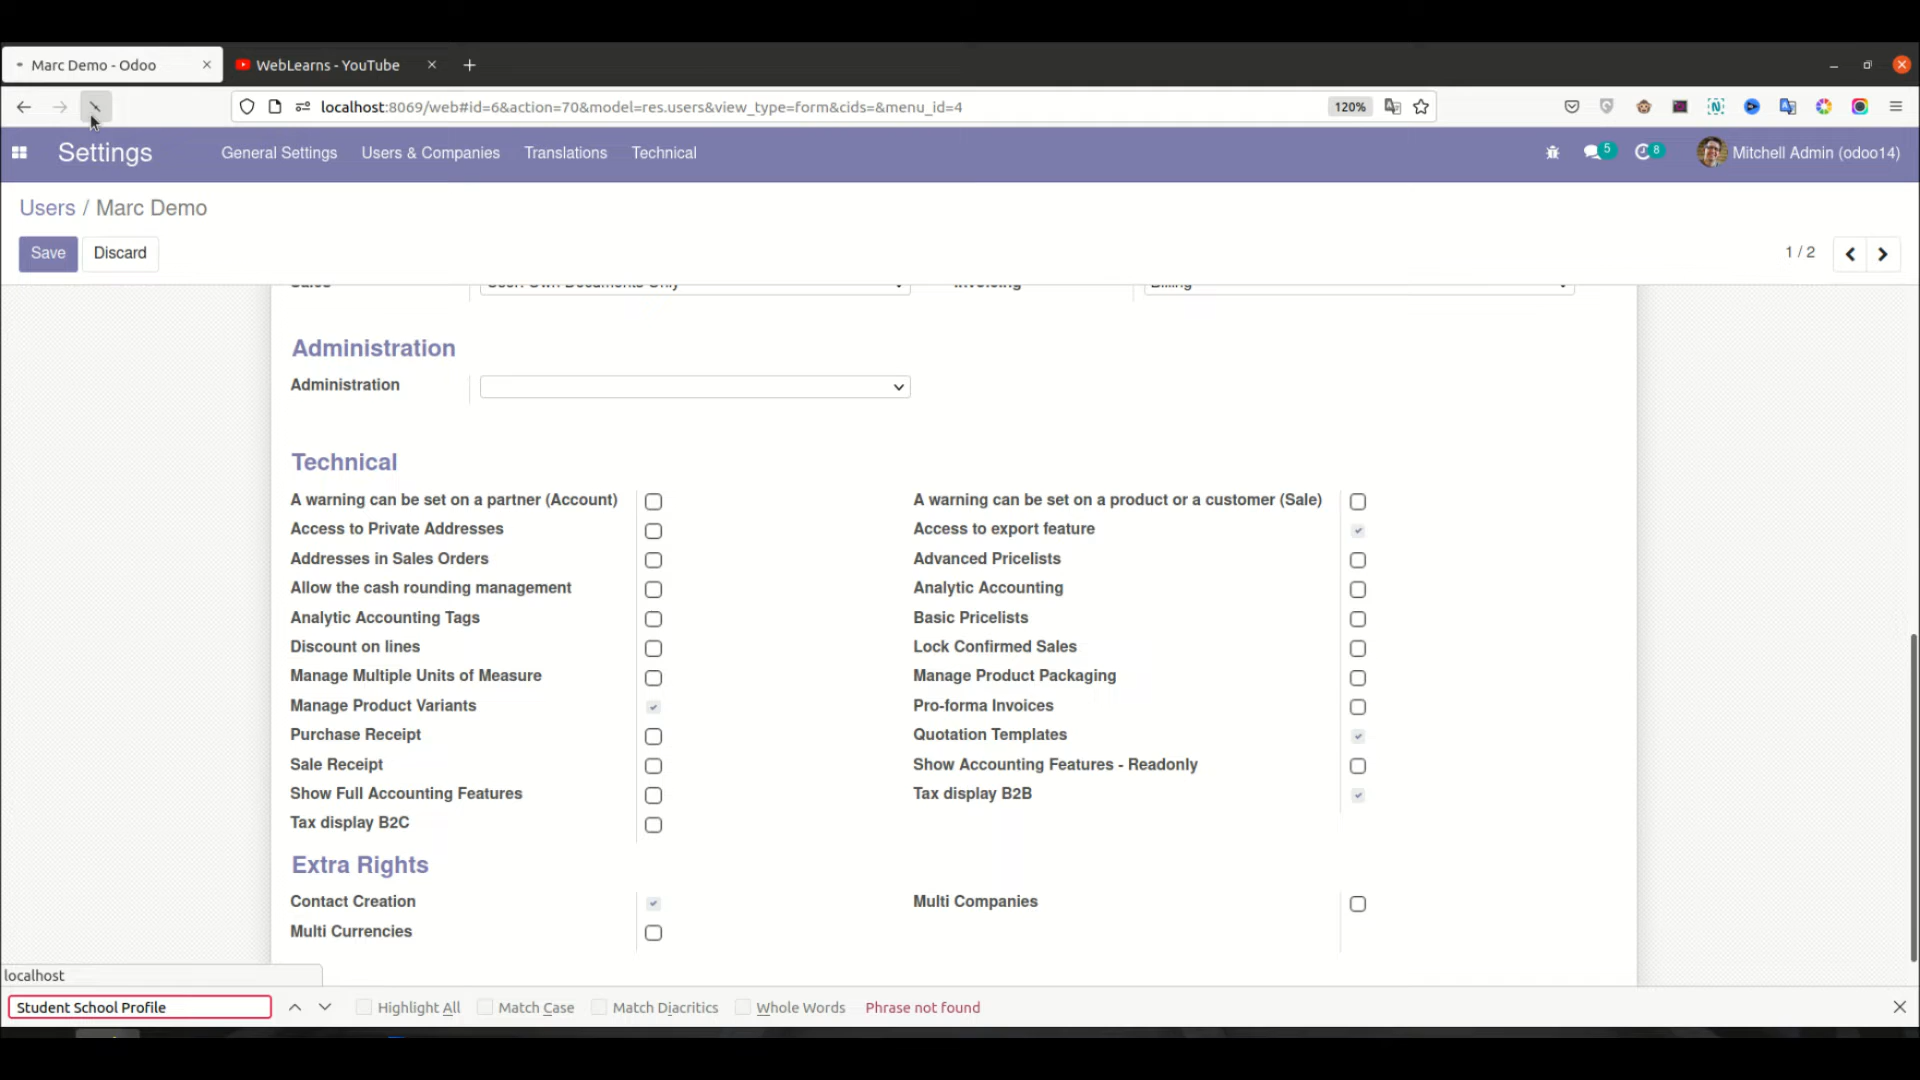 Marc Demo - Odoo
WebLearns - YouTube
localhost:8069/web#id=6&action=70&model=res.users&view_type=form&cids=&menu_id=4
120%
Settings
General Settings
Users & Companies
Translations
Technical
5
8
Mitchell Admin (odoo14)
Users / Marc Demo
Save
Discard
1 / 2
Sales
User: Own Documents Only
Invoicing
Billing
Administration
Administration
Technical
A warning can be set on a partner (Account)
A warning can be set on a product or a customer (Sale)
Access to Private Addresses
Access to export feature
Addresses in Sales Orders
Advanced Pricelists
Allow the cash rounding management
Analytic Accounting
Analytic Accounting Tags
Basic Pricelists
Discount on lines
Lock Confirmed Sales
Manage Multiple Units of Measure
Manage Product Packaging
Manage Product Variants
Pro-forma Invoices
Purchase Receipt
Quotation Templates
Sale Receipt
Show Accounting Features - Readonly
Show Full Accounting Features
Tax display B2B
Tax display B2C
Extra Rights
Contact Creation
Multi Companies
Multi Currencies
localhost
Student School Profile
Highlight All
Match Case
Match Diacritics
Whole Words
Phrase not found